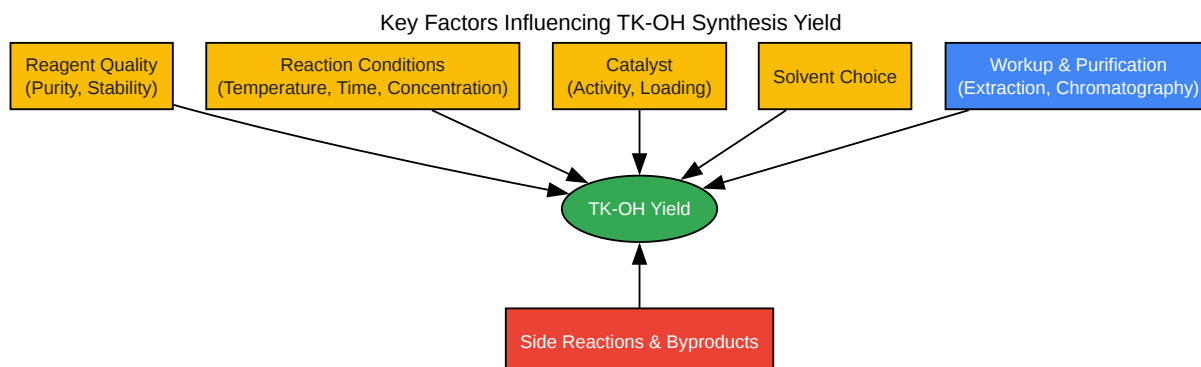 Key Factors Influencing TK-OH Synthesis Yield
Reagent Quality
(Purity, Stability)
Reaction Conditions
(Temperature, Time, Concentration)
Catalyst
(Activity, Loading)
Solvent Choice
Workup & Purification
(Extraction, Chromatography)
TK-OH Yield
Side Reactions & Byproducts